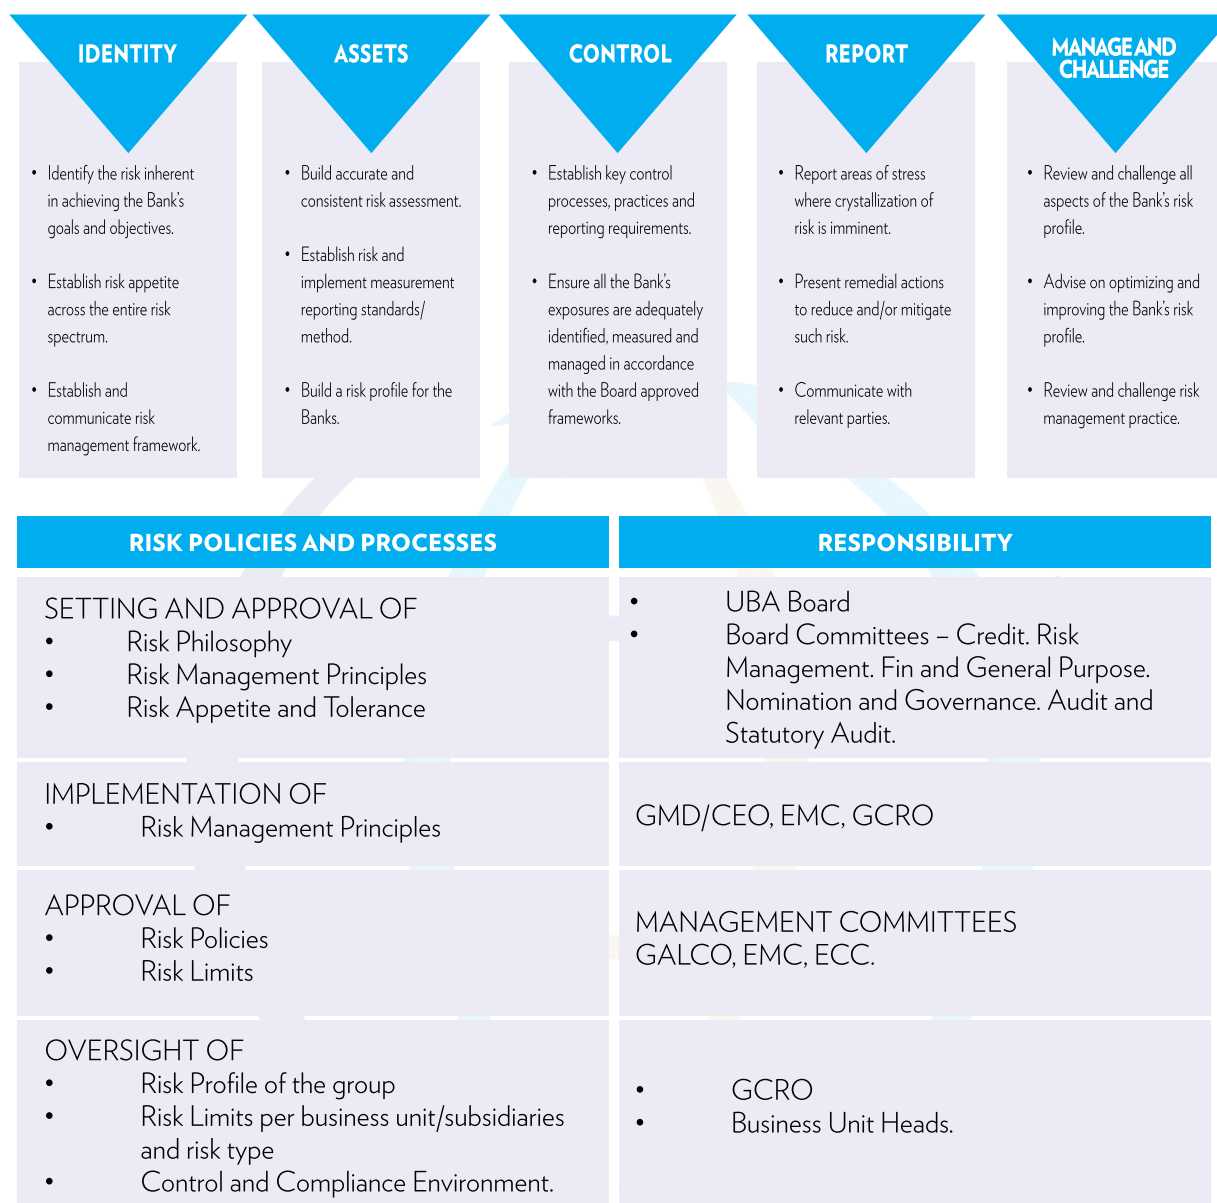 IDENTITY
• Identify the risk inherent
in achieving the Bank's
goals and objectives.
• Establish risk appetite
across the entire risk
spectrum.
• Establish and
communicate risk
management framework.
ASSETS
• Build accurate and
consistent risk assessment.
• Establish risk and
implement measurement
reporting standards/
method.
• Build a risk profile for the
Banks.
CONTROL
• Establish key control
processes, practices and
reporting requirements.
• Ensure all the Bank's
exposures are adequately
identified, measured and
managed in accordance
with the Board approved
frameworks.
REPORT
• Report areas of stress
where crystallization of
risk is imminent.
• Present remedial actions
to reduce and/or mitigate
such risk.
• Communicate with
relevant parties.
MANAGE AND
CHALLENGE
• Review and challenge all
aspects of the Bank's risk
profile.
• Advise on optimizing and
improving the Bank's risk
profile.
• Review and challenge risk
management practice.
RISK POLICIES AND PROCESSES
RESPONSIBILITY
SETTING AND APPROVAL OF
• Risk Philosophy
• Risk Management Principles
• Risk Appetite and Tolerance
• UBA Board
• Board Committees – Credit. Risk
Management. Fin and General Purpose.
Nomination and Governance. Audit and
Statutory Audit.
IMPLEMENTATION OF
• Risk Management Principles
GMD/CEO, EMC, GCRO
APPROVAL OF
• Risk Policies
• Risk Limits
MANAGEMENT COMMITTEES
GALCO, EMC, ECC.
OVERSIGHT OF
• Risk Profile of the group
• Risk Limits per business unit/subsidiaries
and risk type
• Control and Compliance Environment.
• GCRO
• Business Unit Heads.